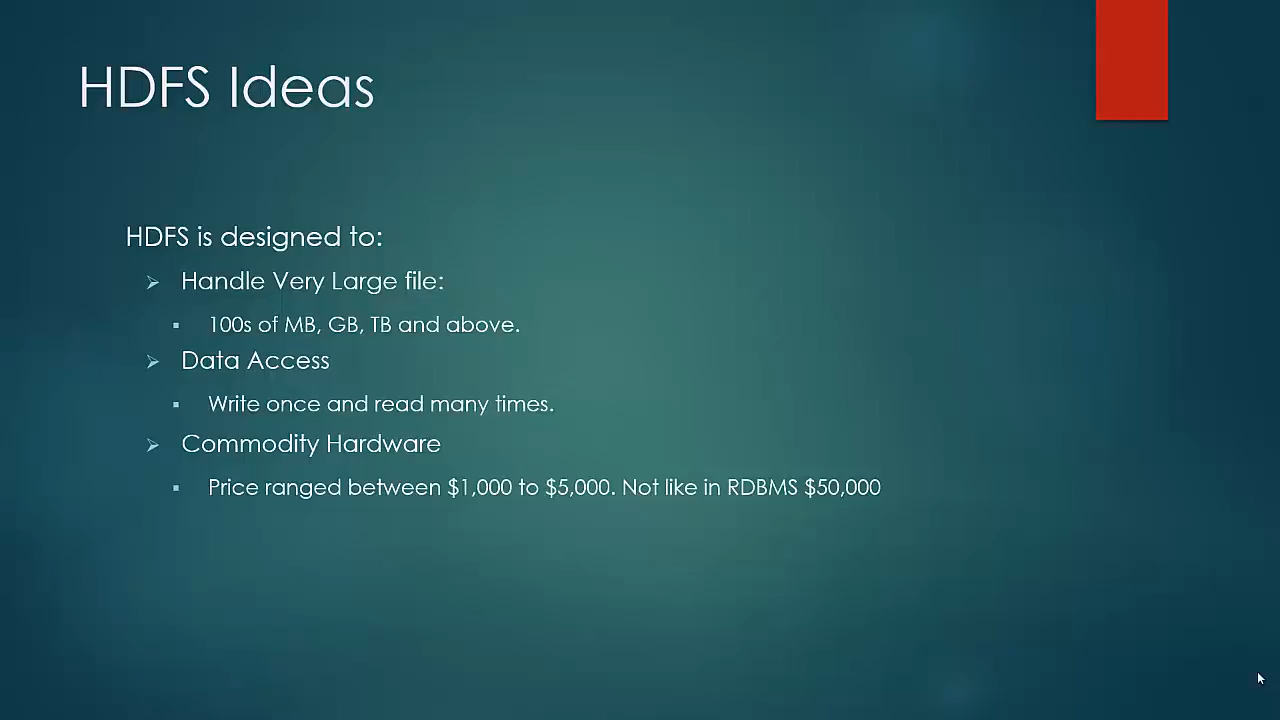 HDFS Ideas
HDFS is designed to:
Handle Very Large file:
100s of MB, GB, TB and above.
Data Access
Write once and read many times.
Commodity Hardware
Price ranged between $1,000 to $5,000. Not like in RDBMS $50,000